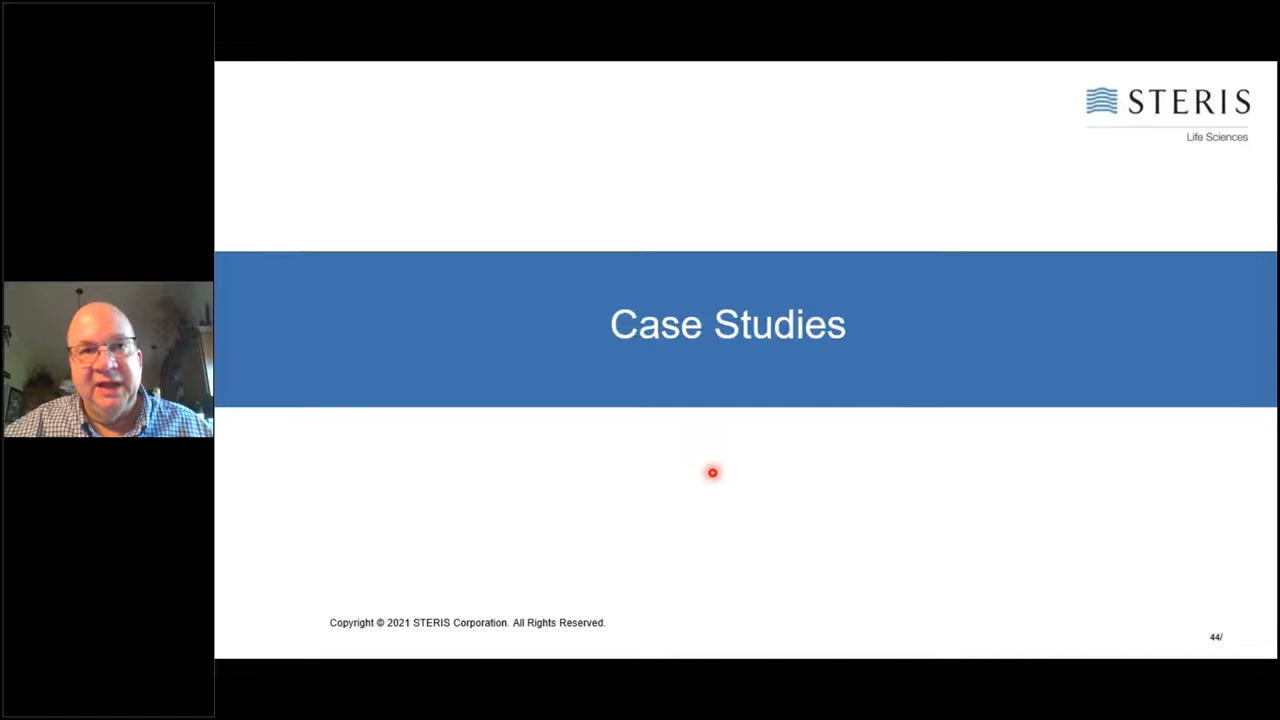 STERIS
Life Sciences
Case Studies
Copyright © 2021 STERIS Corporation. All Rights Reserved.
44/